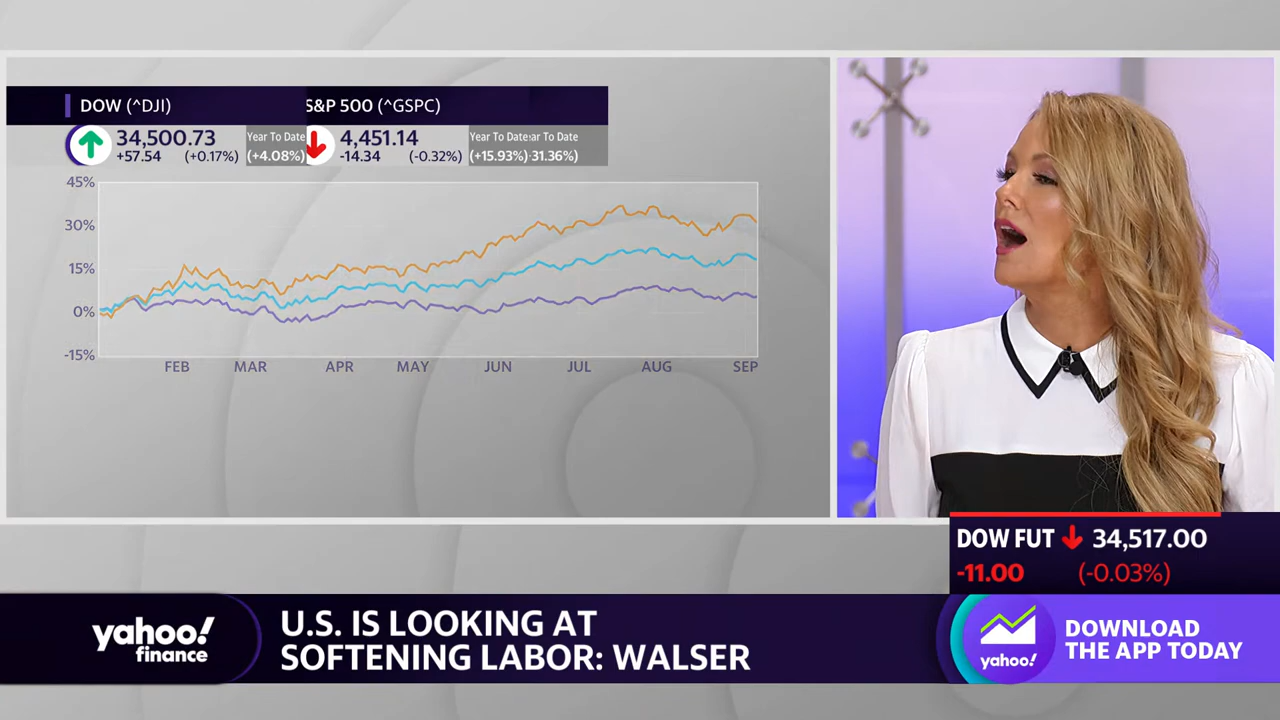 DOW (^DJI)
S&P 500 (^GSPC)
34,500.73
+57.54 (+0.17%)
Year To Date
(+4.08%)
4,451.14
-14.34 (-0.32%)
Year To Date ar To Date
(+15.93%) 31.36%)
45%
30%
15%
0%
-15%
FEB MAR APR MAY JUN JUL AUG SEP
DOW FUT 34,517.00
-11.00 (-0.03%)
yahoo!
finance
U.S. IS LOOKING AT
SOFTENING LABOR: WALSER
yahoo!
DOWNLOAD
THE APP TODAY